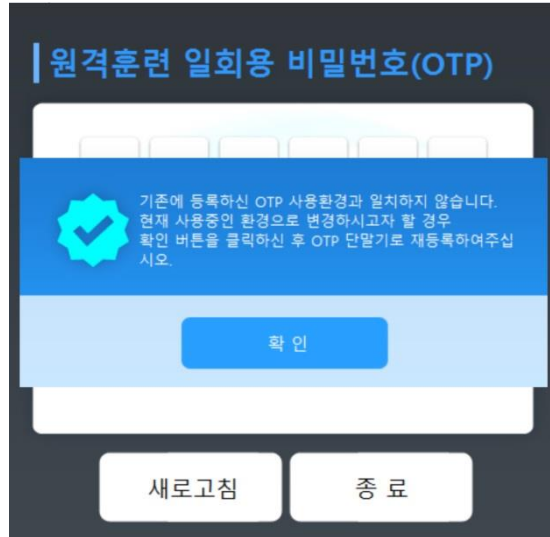 원격훈련 일회용 비밀번호(OTP)
기존에 등록하신 OTP 사용환경과 일치하지 않습니다.
현재 사용중인 환경으로 변경하시고자 할 경우
확인 버튼을 클릭하신 후 OTP 단말기로 재등록하여주십
시오.
확 인
새로고침
종 료